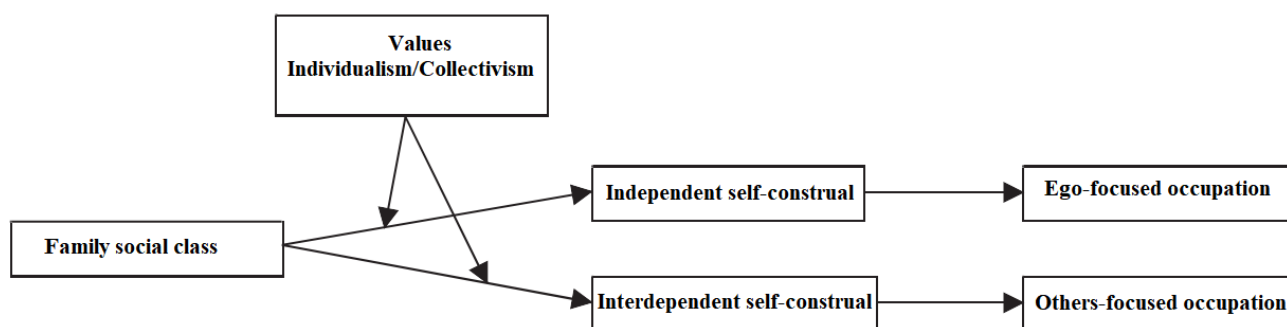 Values
Individualism/Collectivism
Independent self-construal
Ego-focused occupation
Family social class
Interdependent self-construal
Others-focused occupation